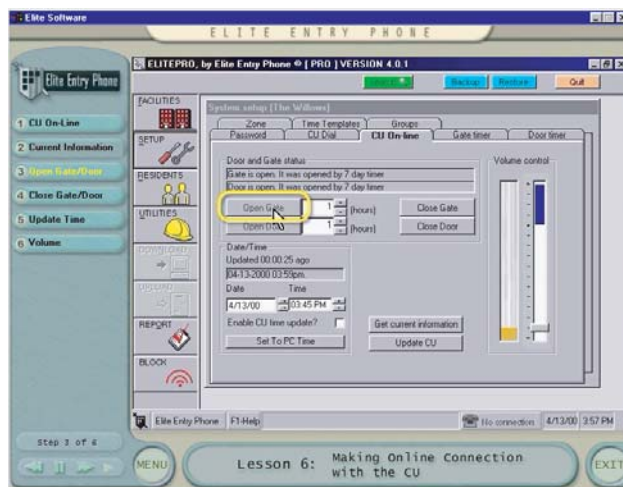 Elite Software
ELITE ENTRY PHONE
Elite Entry Phone
1 CU On-Line
2 Current Information
3 Open Gate/Door
4 Close Gate/Door
5 Update Time
6 Volume
Step 3 of 6
ELITEPRO, by Elite Entry Phone © [ PRO ] VERSION 4.0.1
Backup Restore Quit
FACILITIES
SETUP
RESIDENTS
UTILITIES
DOWNLOAD
UPLOAD
REPORT
BLOCK
System setup [The Willows]
Zone Time Templates Groups
Password CU Dial CU On-line Gate timer Door timer
Door and Gate status
Gate is open. It was opened by 7 day timer
Door is open. It was opened by 7 day timer
Open Gate 1 (hours) Close Gate
Open Door 1 (hours) Close Door
Volume control
Date/Time
Updated 00:00:25 ago
04-13-2000 03:59pm
Date Time
4/13/00 03:45 PM
Enable CU time update? Get current information
Set To PC Time Update CU
Elite Entry Phone F1-Help No connection 4/13/00 3:57 PM
MENU
Lesson 6: Making Online Connection
with the CU
EXIT